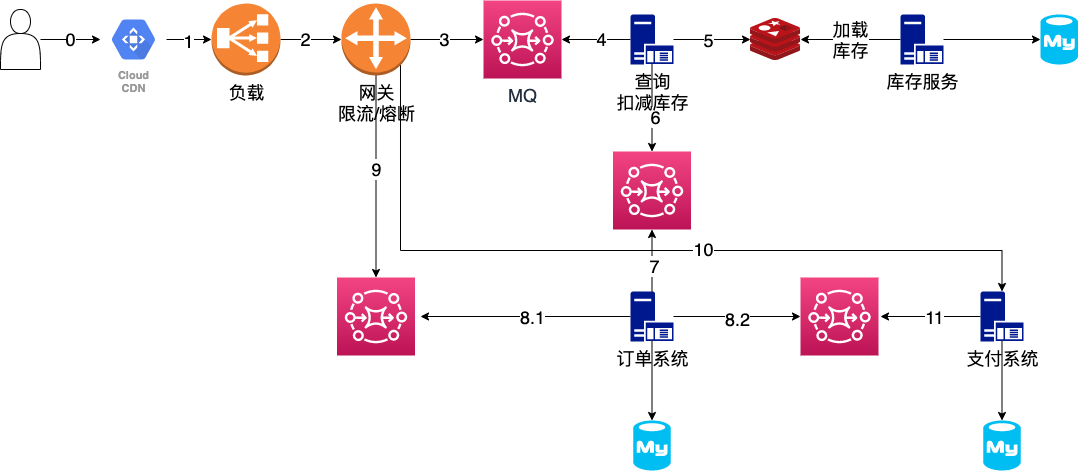 0
Cloud
CDN
1
负载
2
网关
限流/熔断
3
MQ
4
查询
扣减库存
5
加载
库存
库存服务
My
6
9
10
7
8.1
订单系统
8.2
11
支付系统
My
My